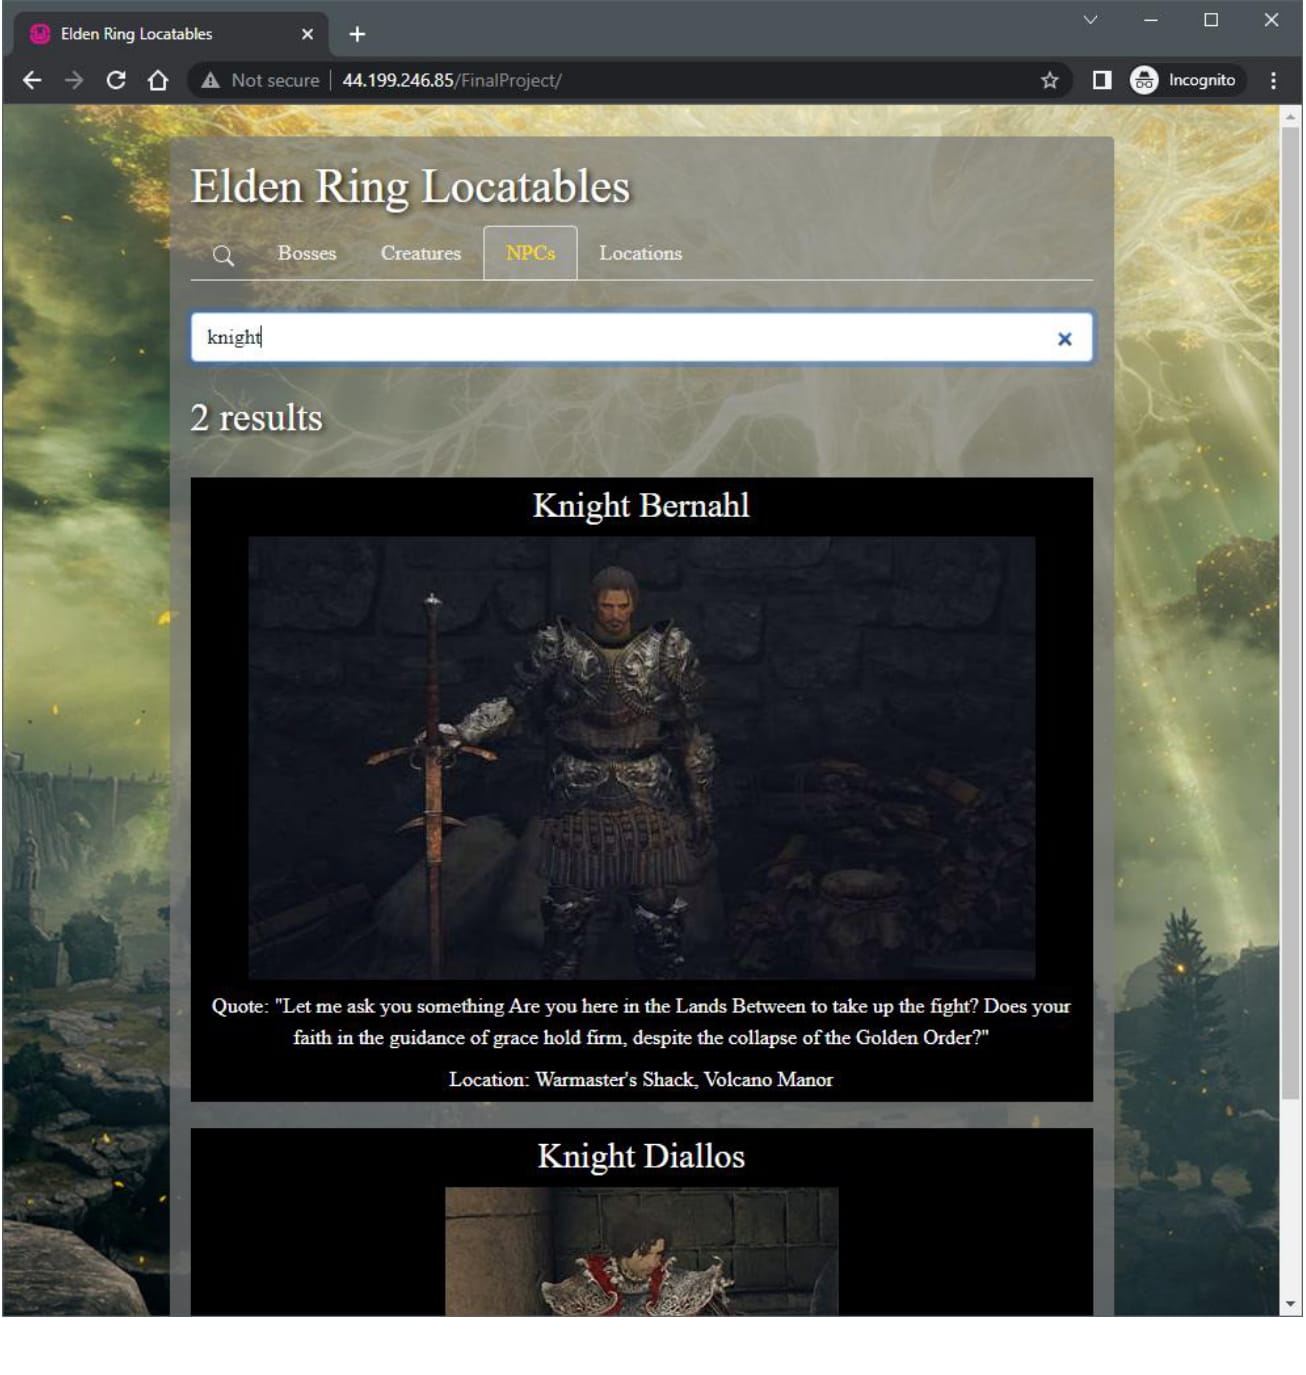 Elden Ring Locatables
Not secure | 44.199.246.85/FinalProject/
Incognito
Elden Ring Locatables
Bosses Creatures NPCs Locations
knight
2 results
Knight Bernahl
Quote: "Let me ask you something Are you here in the Lands Between to take up the fight? Does your
faith in the guidance of grace hold firm, despite the collapse of the Golden Order?"
Location: Warmaster's Shack, Volcano Manor
Knight Diallos